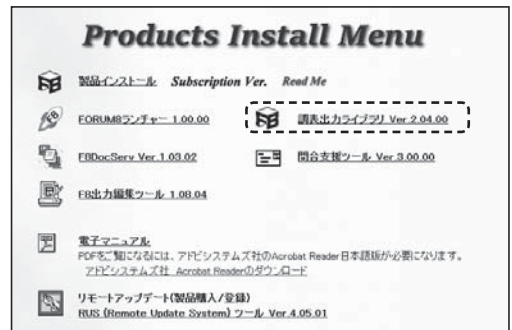 Products Install Menu
製品インストール Subscription Ver. Read Me
FORUM8ランチャー 1.00.00
調表出力ライブラリ Ver.2.04.00
F8DocServ Ver.1.03.02
問合支援ツール Ver.3.00.00
F8出力編集ツール 1.08.04
電子マニュアル
PDFをご覧になるには、アドビシステムズ社のAcrobat Reader日本語版が必要になります。
アドビシステムズ社 Acrobat Readerのダウンロード
リモートアップデート(製品購入/登録)
RUS (Remote Update System) ツール Ver.4.05.01